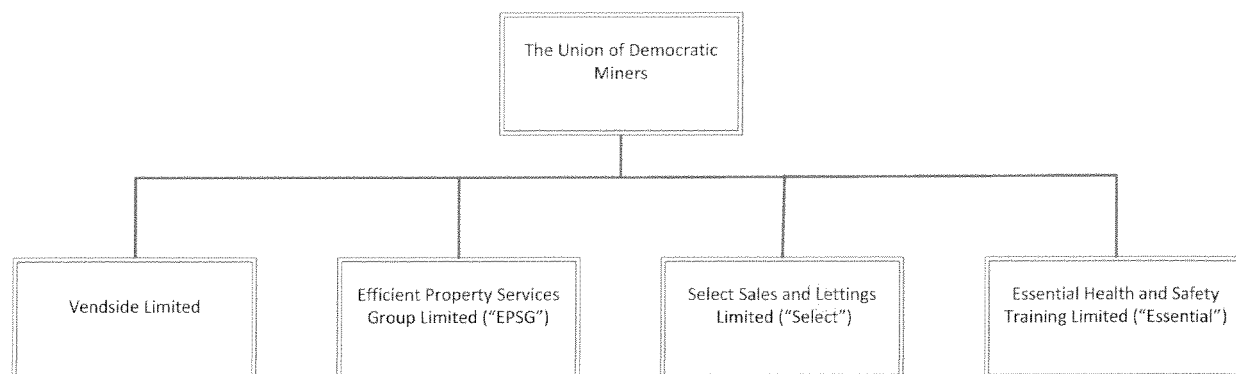 The Union of Democratic
Miners
Vendside Limited
Efficient Property Services
Group Limited (“EPSG”)
Select Sales and Lettings
Limited (“Select”)
Essential Health and Safety
Training Limited (“Essential”)